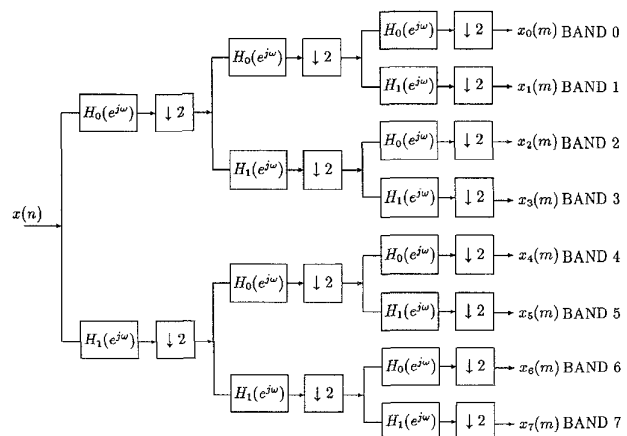 H₀(e^{jω}) ↓ 2 x₀(m) BAND 0
H₀(e^{jω}) ↓ 2
H₁(e^{jω}) ↓ 2 x₁(m) BAND 1
H₀(e^{jω}) ↓ 2
H₀(e^{jω}) ↓ 2 x₂(m) BAND 2
H₁(e^{jω}) ↓ 2
H₁(e^{jω}) ↓ 2 x₃(m) BAND 3
x(n)
H₀(e^{jω}) ↓ 2 x₄(m) BAND 4
H₀(e^{jω}) ↓ 2
H₁(e^{jω}) ↓ 2 x₅(m) BAND 5
H₁(e^{jω}) ↓ 2
H₀(e^{jω}) ↓ 2 x₆(m) BAND 6
H₁(e^{jω}) ↓ 2
H₁(e^{jω}) ↓ 2 x₇(m) BAND 7